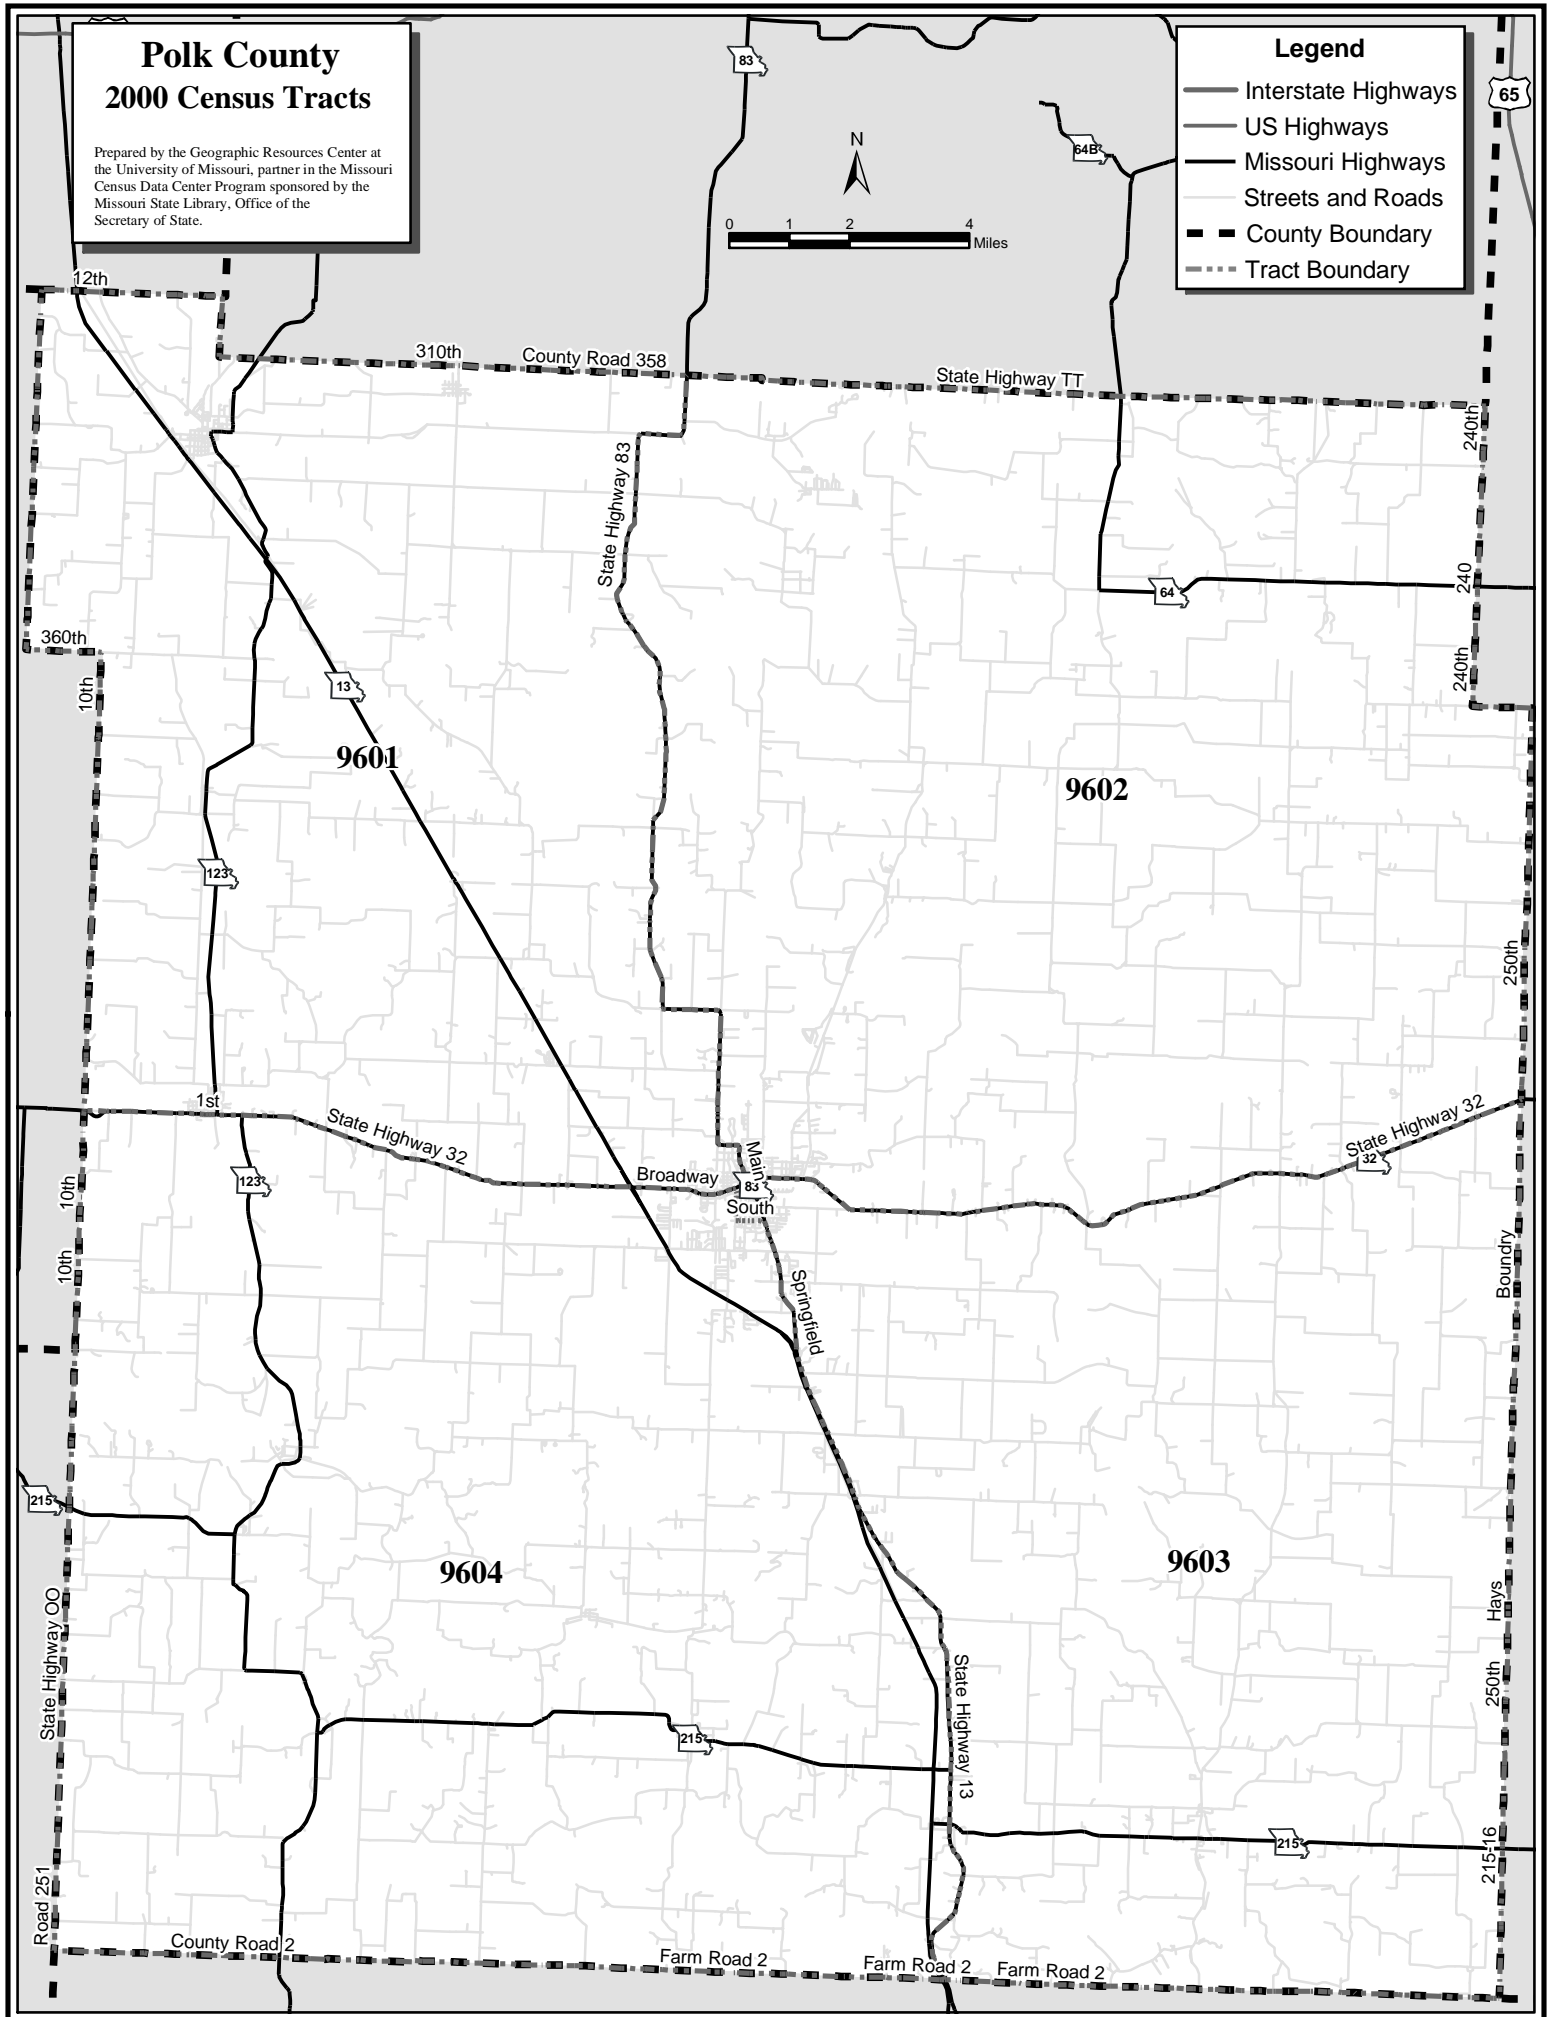 Polk County
2000 Census Tracts
Prepared by the Geographic Resources Center at
the University of Missouri, partner in the Missouri
Census Data Center Program sponsored by the
Missouri State Library, Office of the
Secretary of State.
83
N
0 1 2 4
Miles
64B
Legend
Interstate Highways
US Highways
Missouri Highways
Streets and Roads
County Boundary
Tract Boundary
65
12th
310th
County Road 358
State Highway TT
240th
State Highway 83
64
240
360th
10th
240th
13
9601
9602
123
250th
1st
State Highway 32
Broadway
Main
83
South
State Highway 32
32
123
10th
10th
Springfield
Boundry
215
9604
9603
State Highway OO
Hays
State Highway 13
250th
215
215
215-16
Road 251
County Road 2
Farm Road 2
Farm Road 2
Farm Road 2